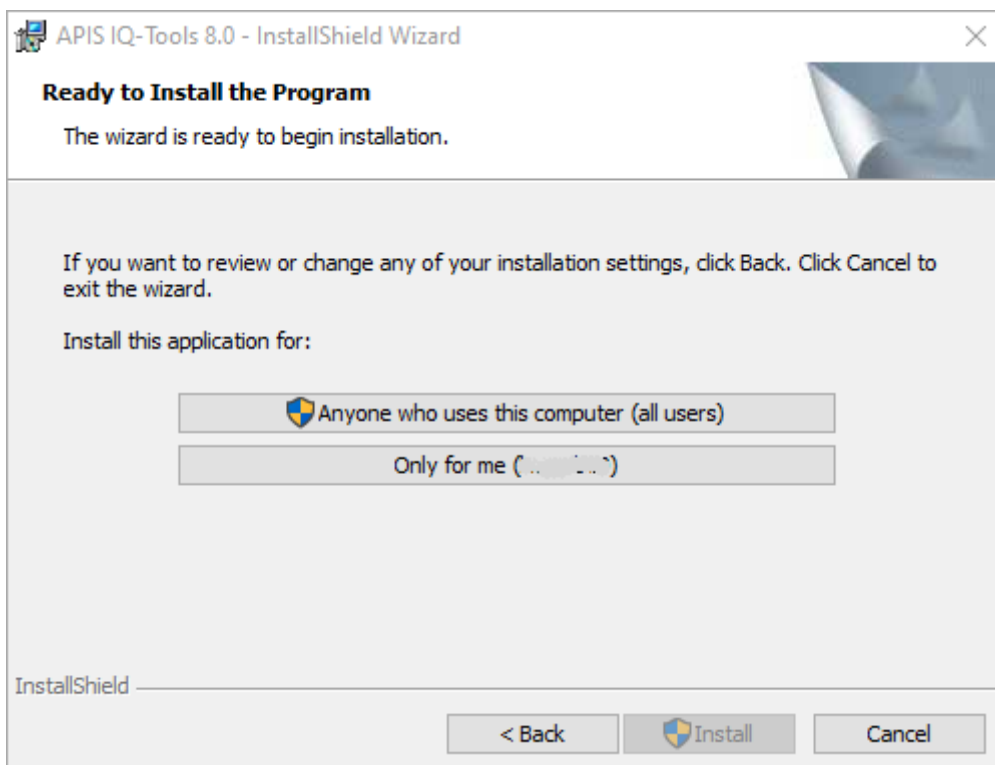 APIS IQ-Tools 8.0 - InstallShield Wizard
Ready to Install the Program
The wizard is ready to begin installation.
If you want to review or change any of your installation settings, click Back. Click Cancel to
exit the wizard.
Install this application for:
Anyone who uses this computer (all users)
Only for me ( )
InstallShield
< Back
Install
Cancel